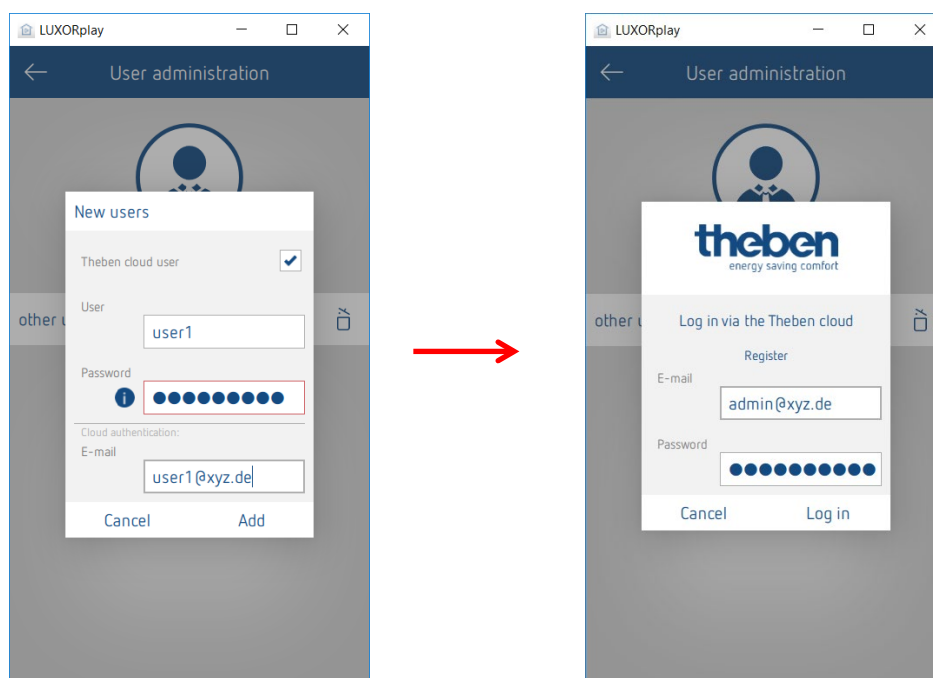 LUXORplay
User administration
New users
Theben cloud user
User
user1
other u
Password
i
●●●●●●●●●
Cloud authentication:
E-mail
user1@xyz.de
Cancel Add
LUXORplay
User administration
theben
energy saving comfort
other u
Log in via the Theben cloud
Register
E-mail
admin@xyz.de
Password
●●●●●●●●●●
Cancel Log in